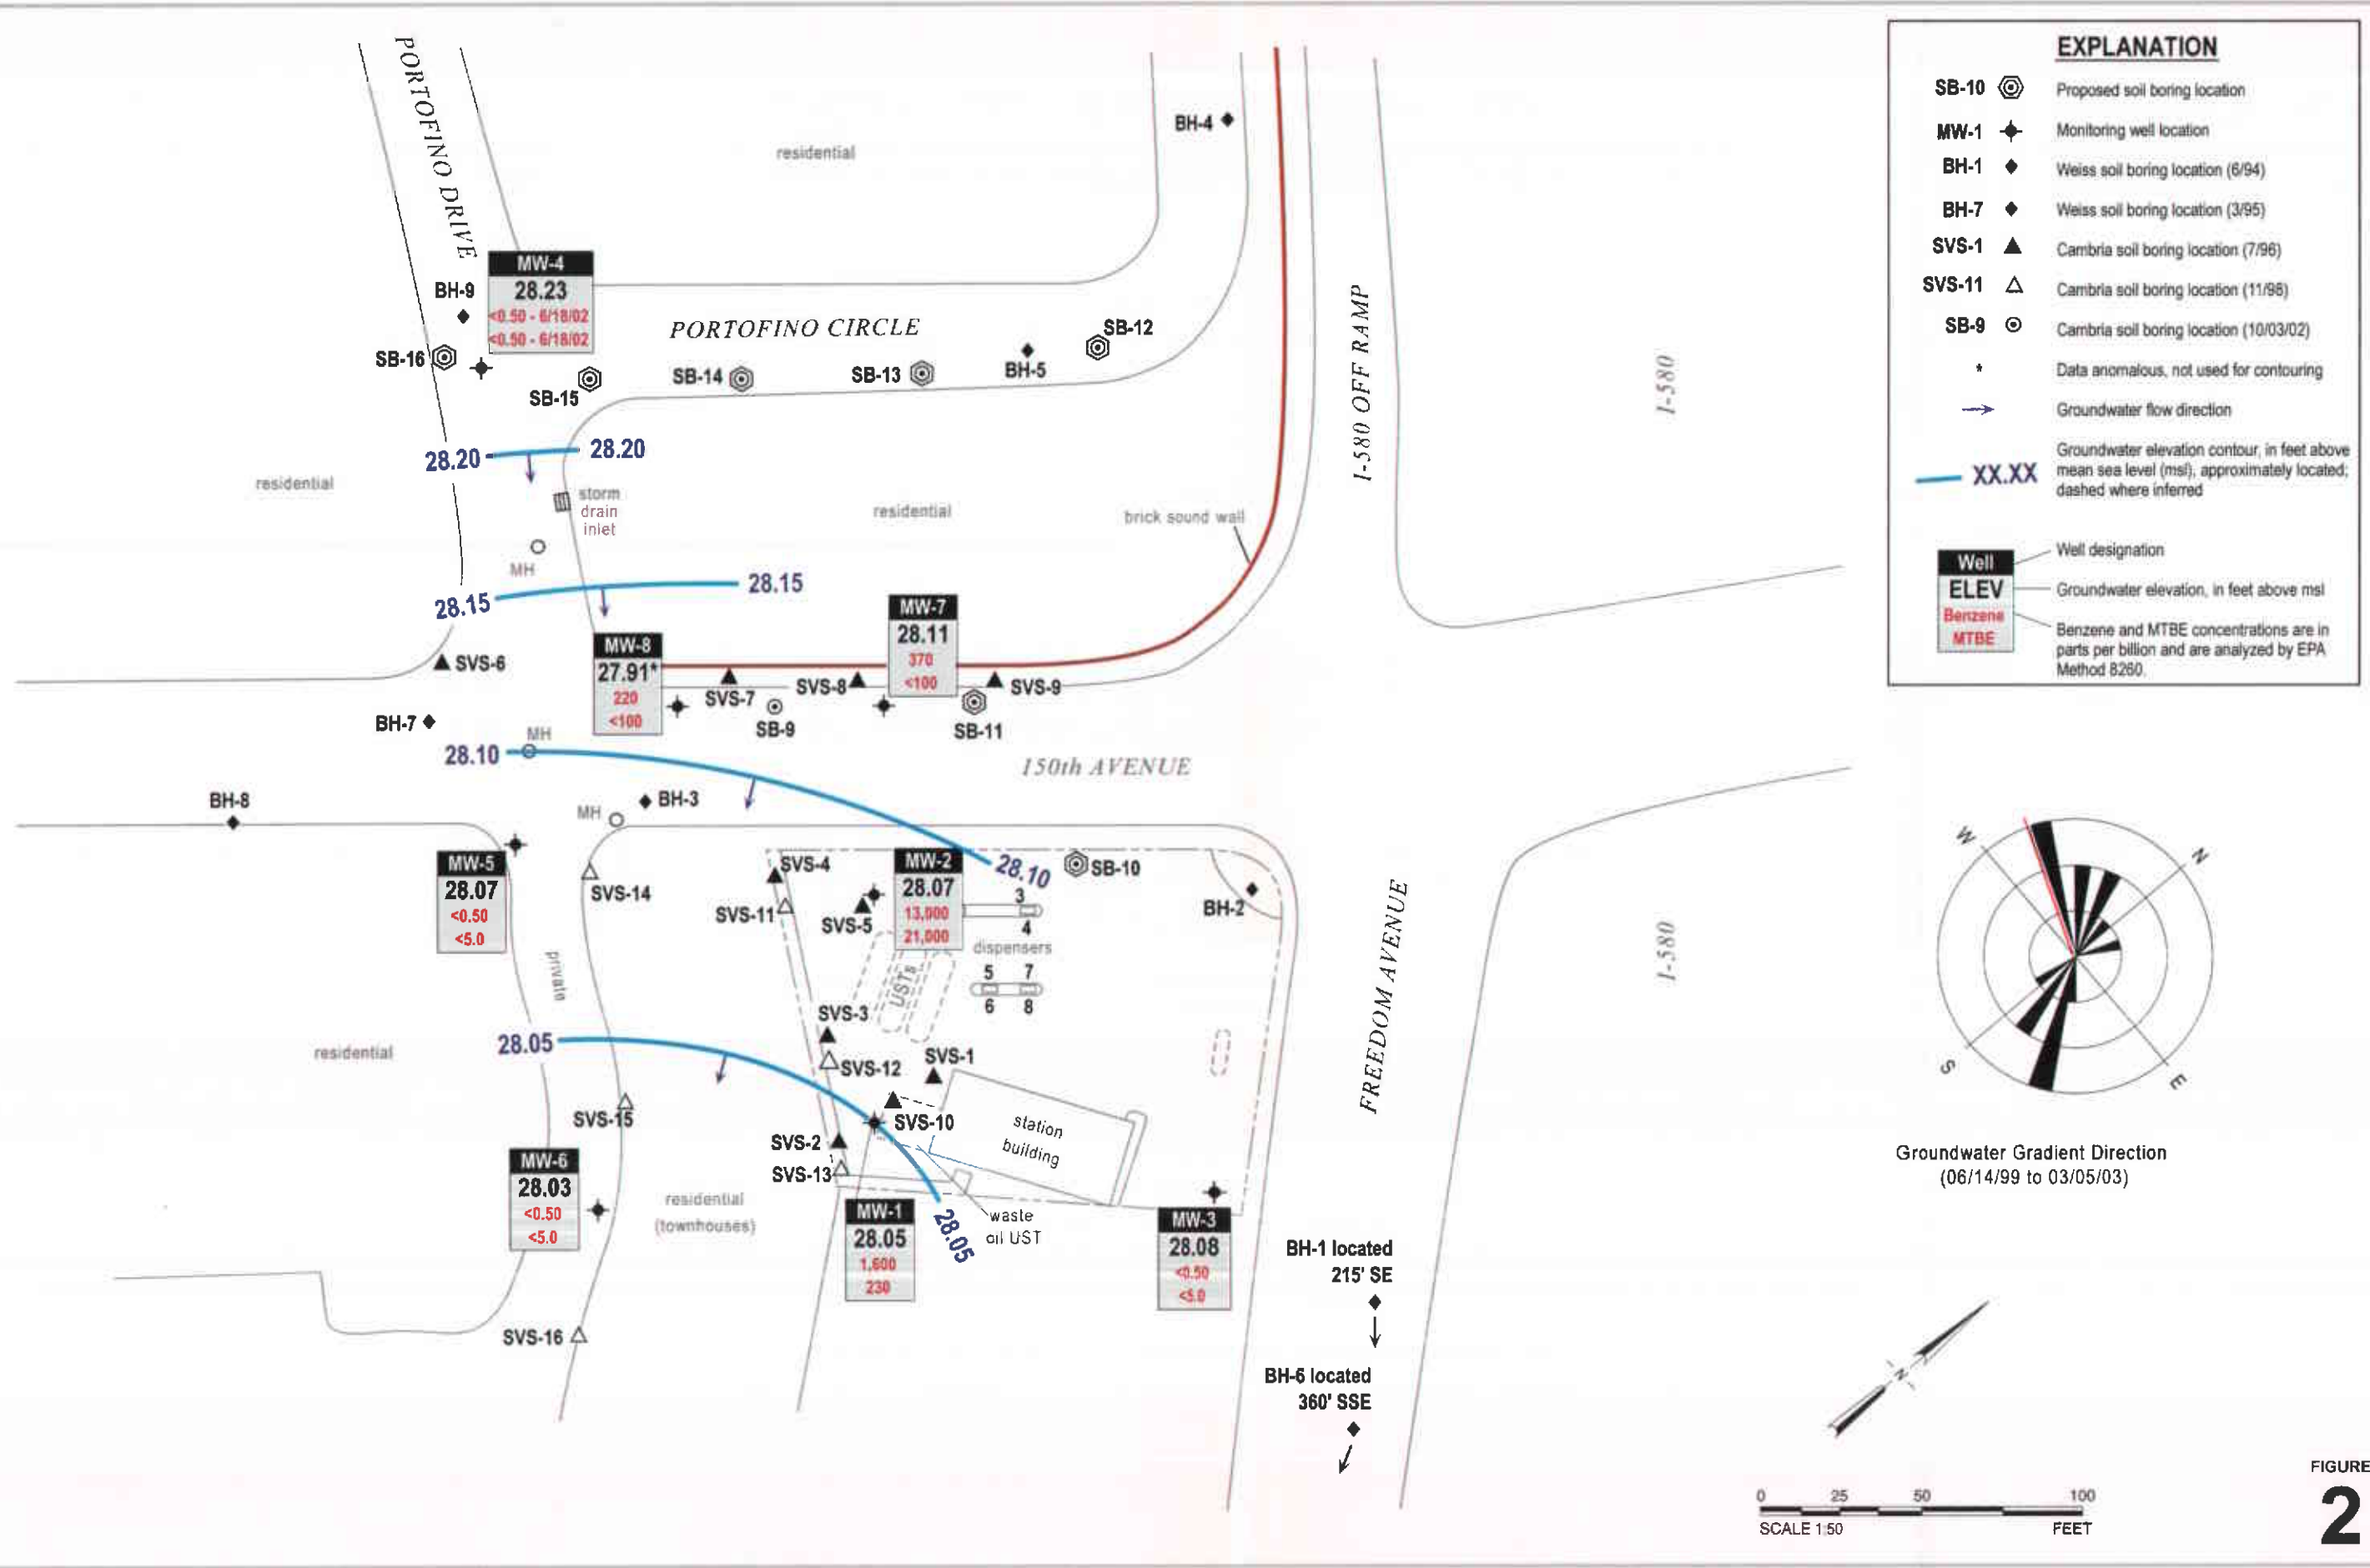 EXPLANATION
SB-10 Proposed soil boring location
MW-1 Monitoring well location
BH-1 Weiss soil boring location (6/94)
BH-7 Weiss soil boring location (3/95)
SVS-1 Cambria soil boring location (7/96)
SVS-11 Cambria soil boring location (11/98)
SB-9 Cambria soil boring location (10/03/02)
* Data anomalous, not used for contouring
Groundwater flow direction
XX.XX Groundwater elevation contour, in feet above
mean sea level (msl), approximately located;
dashed where inferred
Well
ELEV
Benzene
MTBE
Well designation
Groundwater elevation, in feet above msl
Benzene and MTBE concentrations are in
parts per billion and are analyzed by EPA
Method 8260.
PORTOFINO DRIVE
residential
BH-4
MW-4
28.23
<0.50 - 6/18/02
<0.50 - 6/18/02
BH-9
PORTOFINO CIRCLE
SB-12
SB-16
SB-15
SB-14
SB-13
BH-5
I-580 OFF RAMP
I-580
28.20
28.20
residential
storm
drain
inlet
residential
brick sound wall
MH
28.15
28.15
MW-7
28.11
370
<100
MW-8
27.91*
220
<100
SVS-6
SVS-7
SVS-8
SVS-9
SB-9
SB-11
BH-7
MH
28.10
150th AVENUE
BH-8
MH
BH-3
MW-5
28.07
<0.50
<5.0
SVS-14
SVS-4
SVS-11
SVS-5
MW-2
28.07
13,000
21,000
28.10
SB-10
BH-2
3
4
dispensers
5 7
6 8
USTs
private
FREEDOM AVENUE
I-580
residential
28.05
SVS-3
SVS-12
SVS-1
SVS-15
SVS-10
SVS-2
SVS-13
station
building
MW-6
28.03
<0.50
<5.0
residential
(townhouses)
MW-1
28.05
1,600
230
28.05
waste
oil UST
MW-3
28.08
<0.50
<5.0
BH-1 located
215' SE
SVS-16
BH-6 located
360' SSE
W
N
S
E
Groundwater Gradient Direction
(06/14/99 to 03/05/03)
N
0 25 50 100
SCALE 1:50 FEET
FIGURE
2